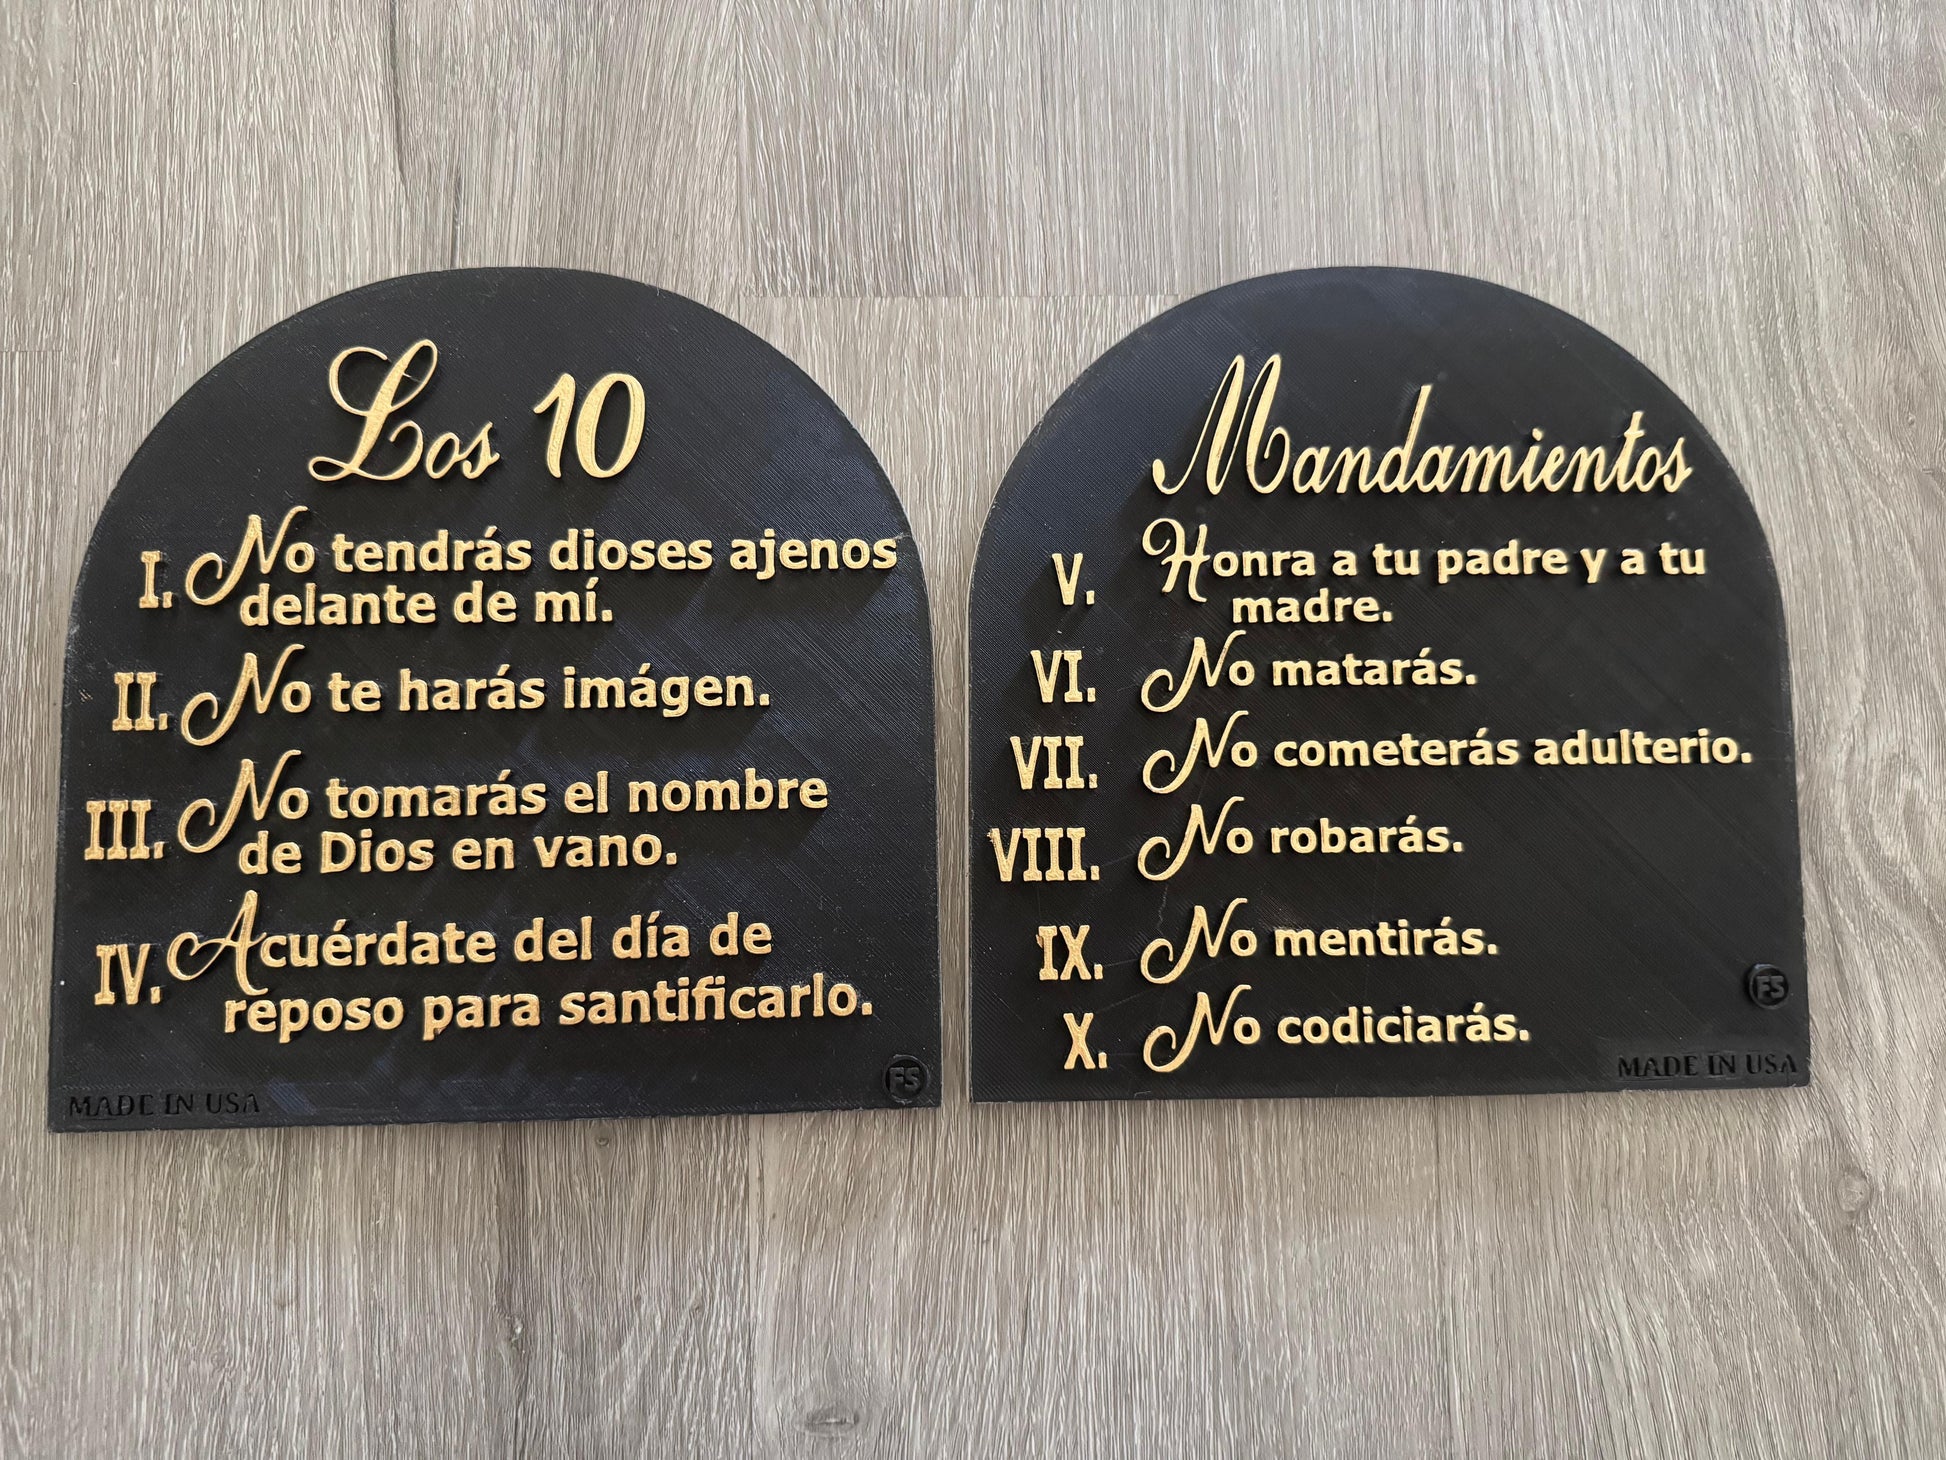 Los 10
I. No tendrás dioses ajenos
delante de mí.
II. No te harás imágen.
III. No tomarás el nombre
de Dios en vano.
IV. Acuérdate del día de
reposo para santificarlo.
MADE IN USA
FS
Mandamientos
V. Honra a tu padre y a tu
madre.
VI. No matarás.
VII. No cometerás adulterio.
VIII. No robarás.
IX. No mentirás.
X. No codiciarás.
FS
MADE IN USA